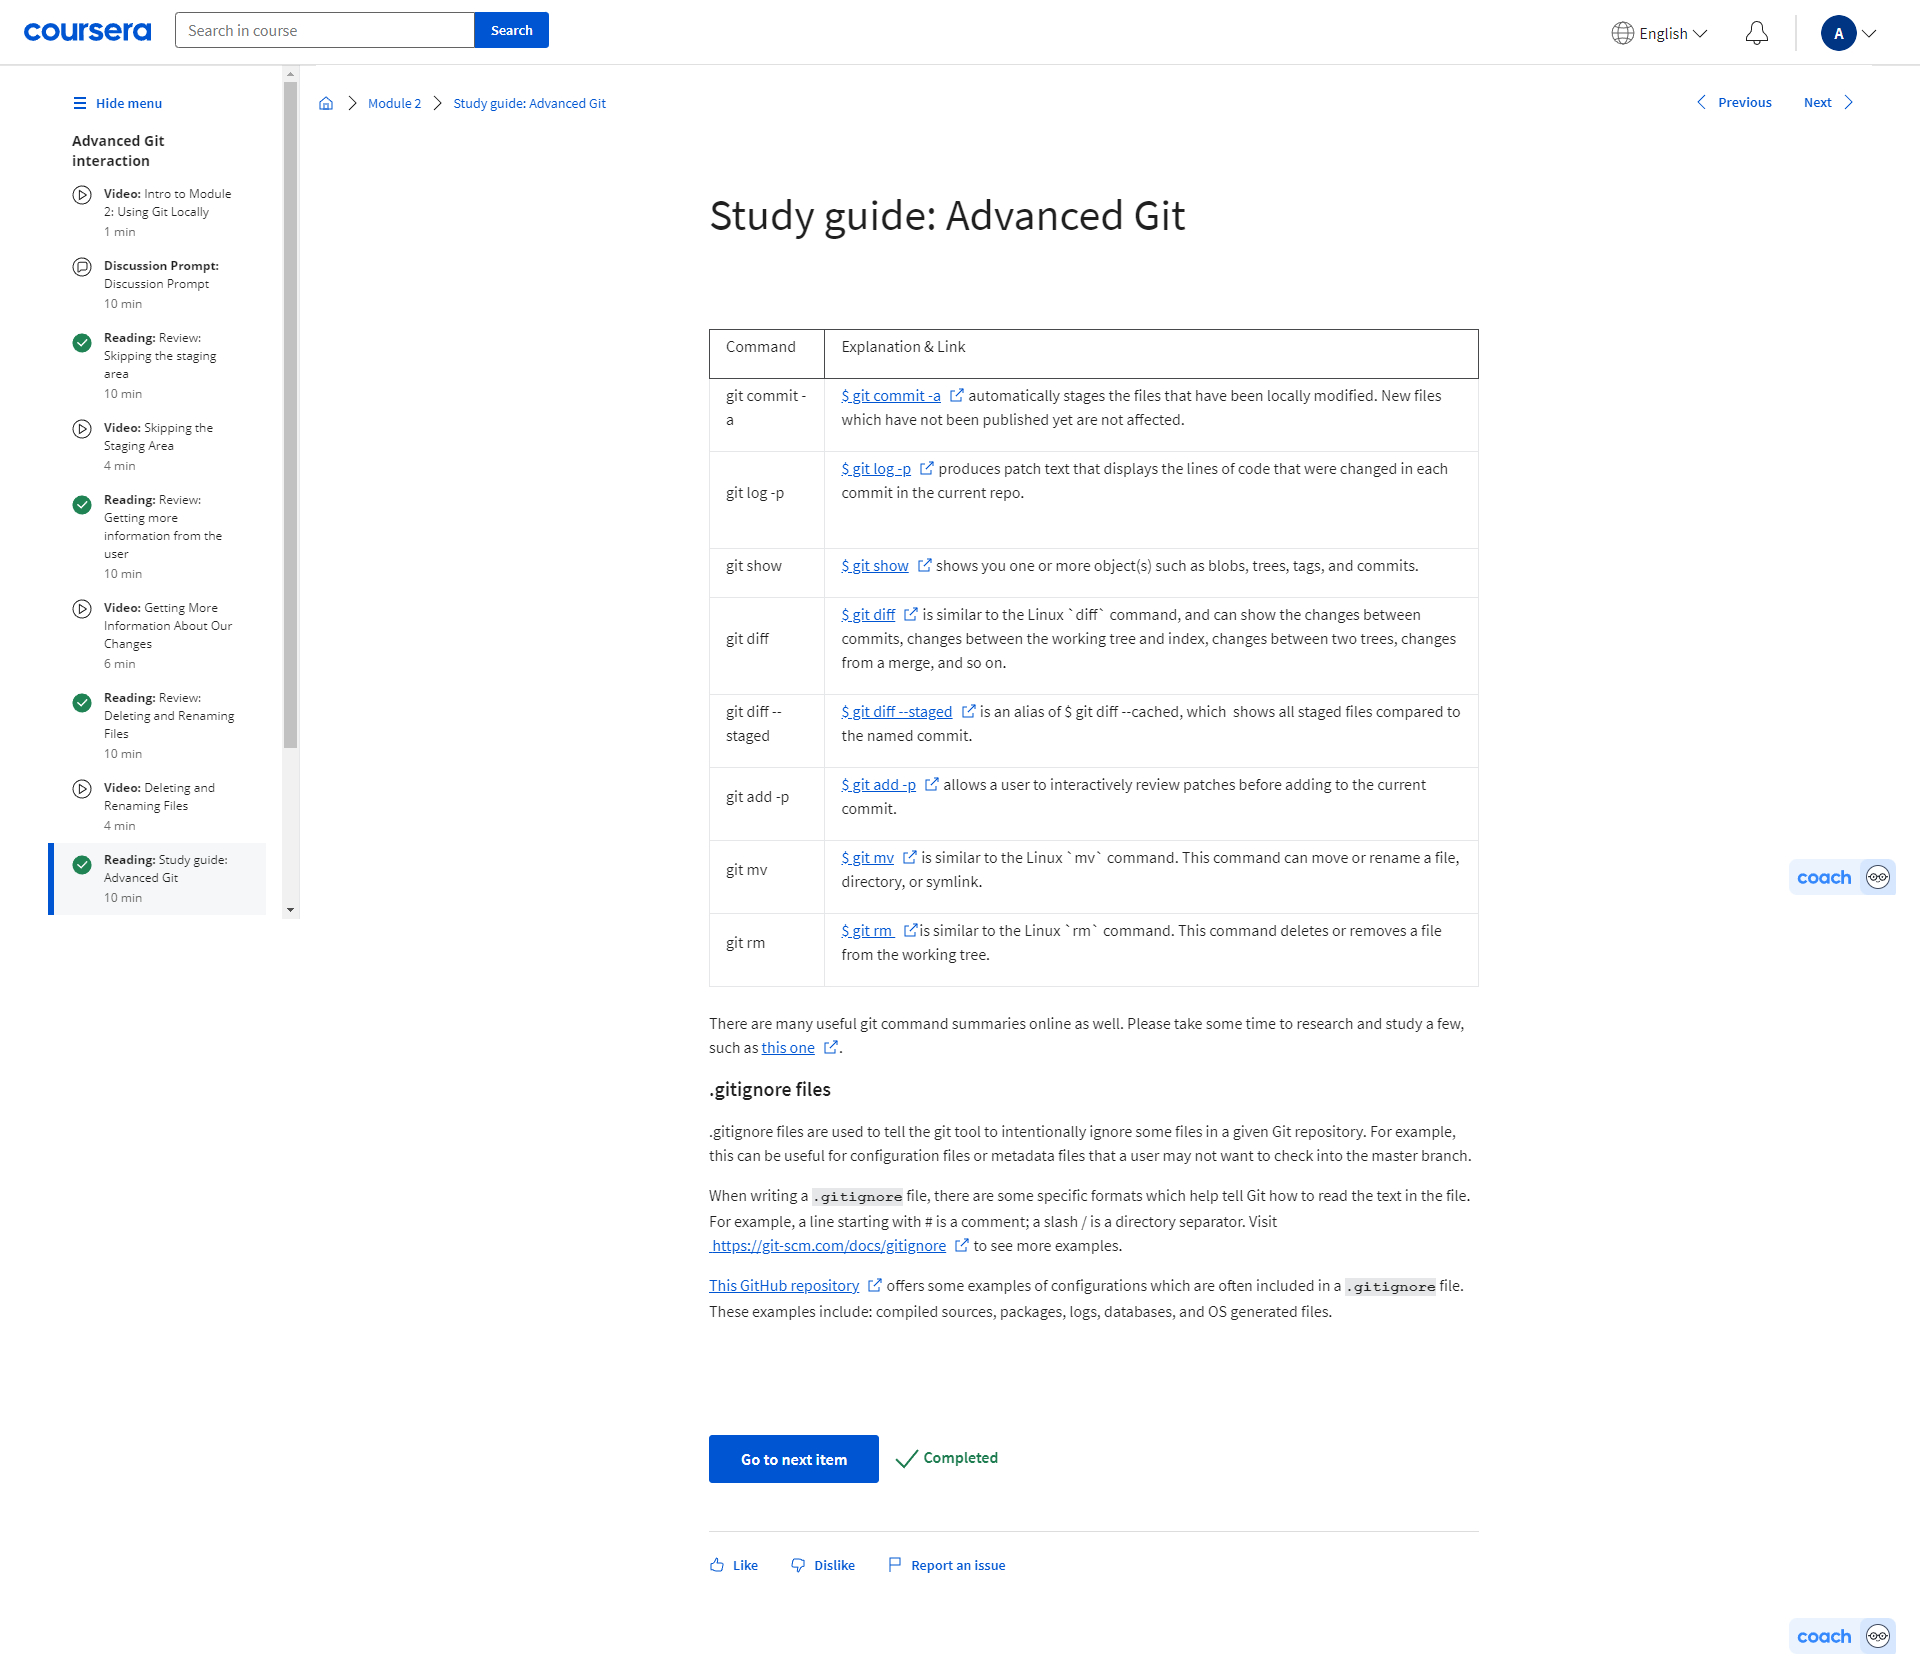 coursera
Search in course
Search
English
A
Hide menu
Advanced Git
interaction
Video: Intro to Module
2: Using Git Locally
1 min
Discussion Prompt:
Discussion Prompt
10 min
Reading: Review:
Skipping the staging
area
10 min
Video: Skipping the
Staging Area
4 min
Reading: Review:
Getting more
information from the
user
10 min
Video: Getting More
Information About Our
Changes
6 min
Reading: Review:
Deleting and Renaming
Files
10 min
Video: Deleting and
Renaming Files
4 min
Reading: Study guide:
Advanced Git
10 min
Module 2
Study guide: Advanced Git
Previous
Next
Study guide: Advanced Git
Command
Explanation & Link
git commit -
a
$ git commit -a automatically stages the files that have been locally modified. New files
which have not been published yet are not affected.
git log -p
$ git log -p produces patch text that displays the lines of code that were changed in each
commit in the current repo.
git show
$ git show shows you one or more object(s) such as blobs, trees, tags, and commits.
git diff
$ git diff is similar to the Linux `diff` command, and can show the changes between
commits, changes between the working tree and index, changes between two trees, changes
from a merge, and so on.
git diff --
staged
$ git diff --staged is an alias of $ git diff --cached, which shows all staged files compared to
the named commit.
git add -p
$ git add -p allows a user to interactively review patches before adding to the current
commit.
git mv
$ git mv is similar to the Linux `mv` command. This command can move or rename a file,
directory, or symlink.
git rm
$ git rm is similar to the Linux `rm` command. This command deletes or removes a file
from the working tree.
There are many useful git command summaries online as well. Please take some time to research and study a few,
such as this one .
.gitignore files
.gitignore files are used to tell the git tool to intentionally ignore some files in a given Git repository. For example,
this can be useful for configuration files or metadata files that a user may not want to check into the master branch.
When writing a .gitignore file, there are some specific formats which help tell Git how to read the text in the file.
For example, a line starting with # is a comment; a slash / is a directory separator. Visit
https://git-scm.com/docs/gitignore to see more examples.
This GitHub repository offers some examples of configurations which are often included in a .gitignore file.
These examples include: compiled sources, packages, logs, databases, and OS generated files.
Go to next item
Completed
Like
Dislike
Report an issue
coach
coach